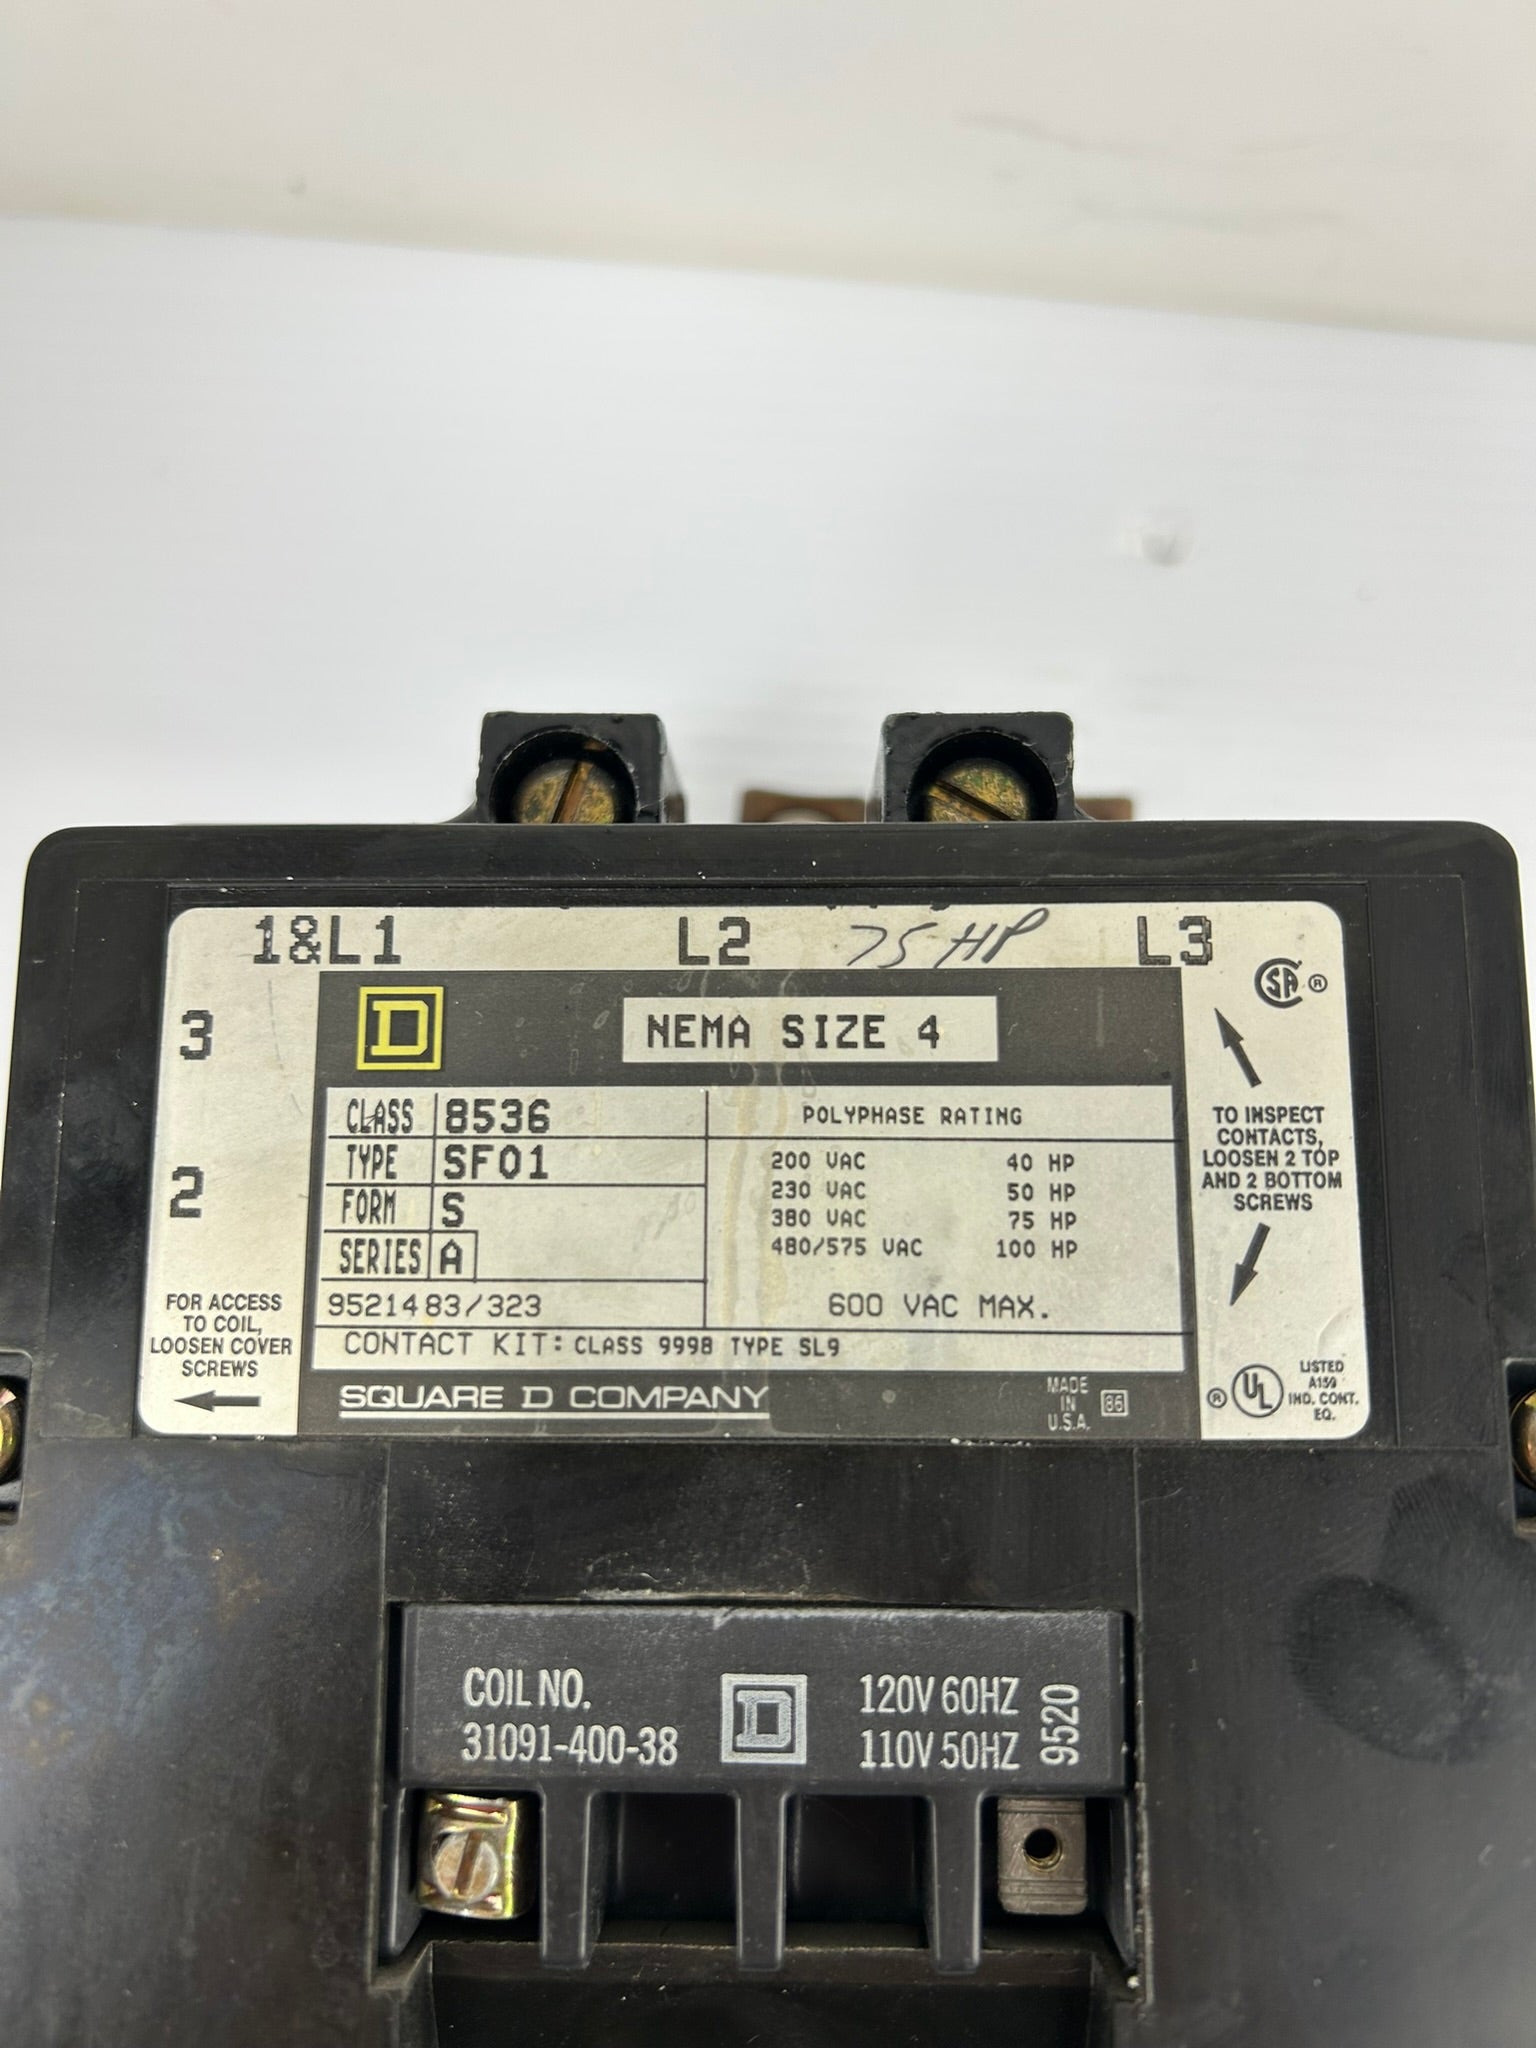 1&L1 L2 75 HP L3
3
2
FOR ACCESS
TO COIL,
LOOSEN COVER
SCREWS
D NEMA SIZE 4
CLASS 8536
TYPE SFO1
FORM S
SERIES A
9521483/323
POLYPHASE RATING
200 VAC 40 HP
230 VAC 50 HP
380 VAC 75 HP
480/575 VAC 100 HP
600 VAC MAX.
CONTACT KIT: CLASS 9998 TYPE SL9
SQUARE D COMPANY
MADE
IN
U.S.A.
86
SA ®
TO INSPECT
CONTACTS,
LOOSEN 2 TOP
AND 2 BOTTOM
SCREWS
® UL
LISTED
A159
IND. CONT.
EQ.
COIL NO. D 120V 60HZ
31091-400-38 110V 50HZ
9520